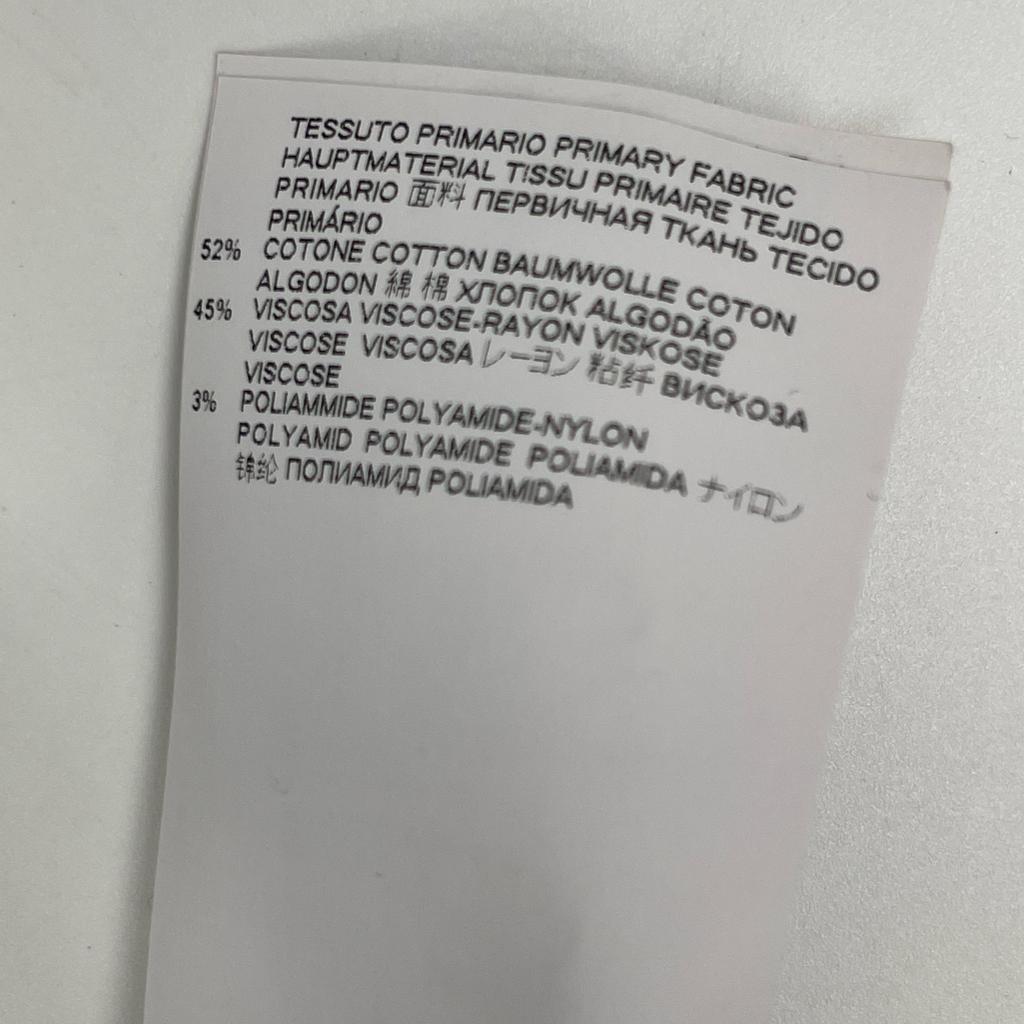 TESSUTO PRIMARIO PRIMARY FABRIC
HAUPTMATERIAL TISSU PRIMAIRE TEJIDO
PRIMARIO 面料 ПЕРВИЧНАЯ ТКАНЬ TECIDO
PRIMÁRIO
52% COTONE COTTON BAUMWOLLE COTON
ALGODON 綿 棉 ХЛОПОК ALGODÃO
45% VISCOSA VISCOSE-RAYON VISKOSE
VISCOSE VISCOSA レーヨン 粘纤 ВИСКОЗА
VISCOSE
3% POLIAMMIDE POLYAMIDE-NYLON
POLYAMID POLYAMIDE POLIAMIDA ナイロン
锦纶 ПОЛИАМИД POLIAMIDA